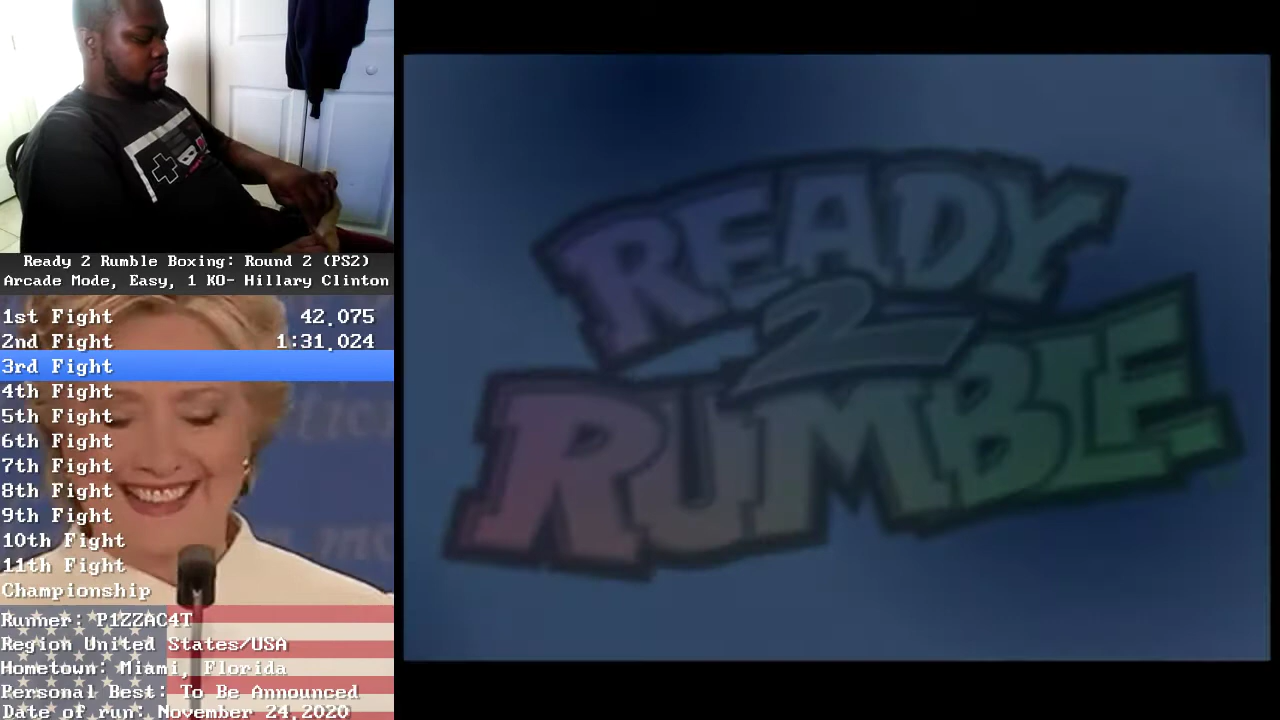 Ready 2 Rumble Boxing: Round 2 (PS2)
Arcade Mode, Easy, 1 KO- Hillary Clinton
1st Fight 42.075
2nd Fight 1:31.024
3rd Fight
4th Fight
5th Fight
6th Fight
7th Fight
8th Fight
9th Fight
10th Fight
11th Fight
Championship
Runner: P1ZZAC4T
Region United States/USA
Hometown: Miami, Florida
Personal Best: To Be Announced
Date of run: November 24,2020
READY
2
RUMBLE